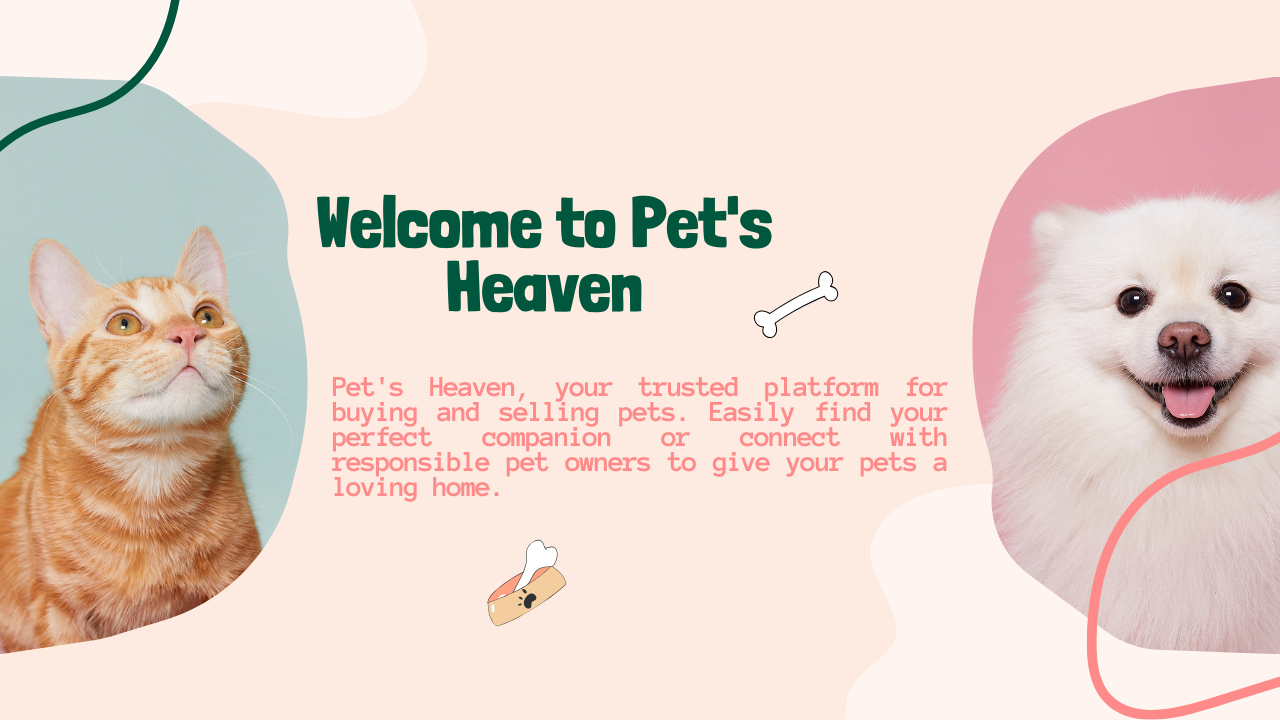 Welcome to Pet's
Heaven
Pet's Heaven, your trusted platform for
buying and selling pets. Easily find your
perfect companion or connect with
responsible pet owners to give your pets a
loving home.